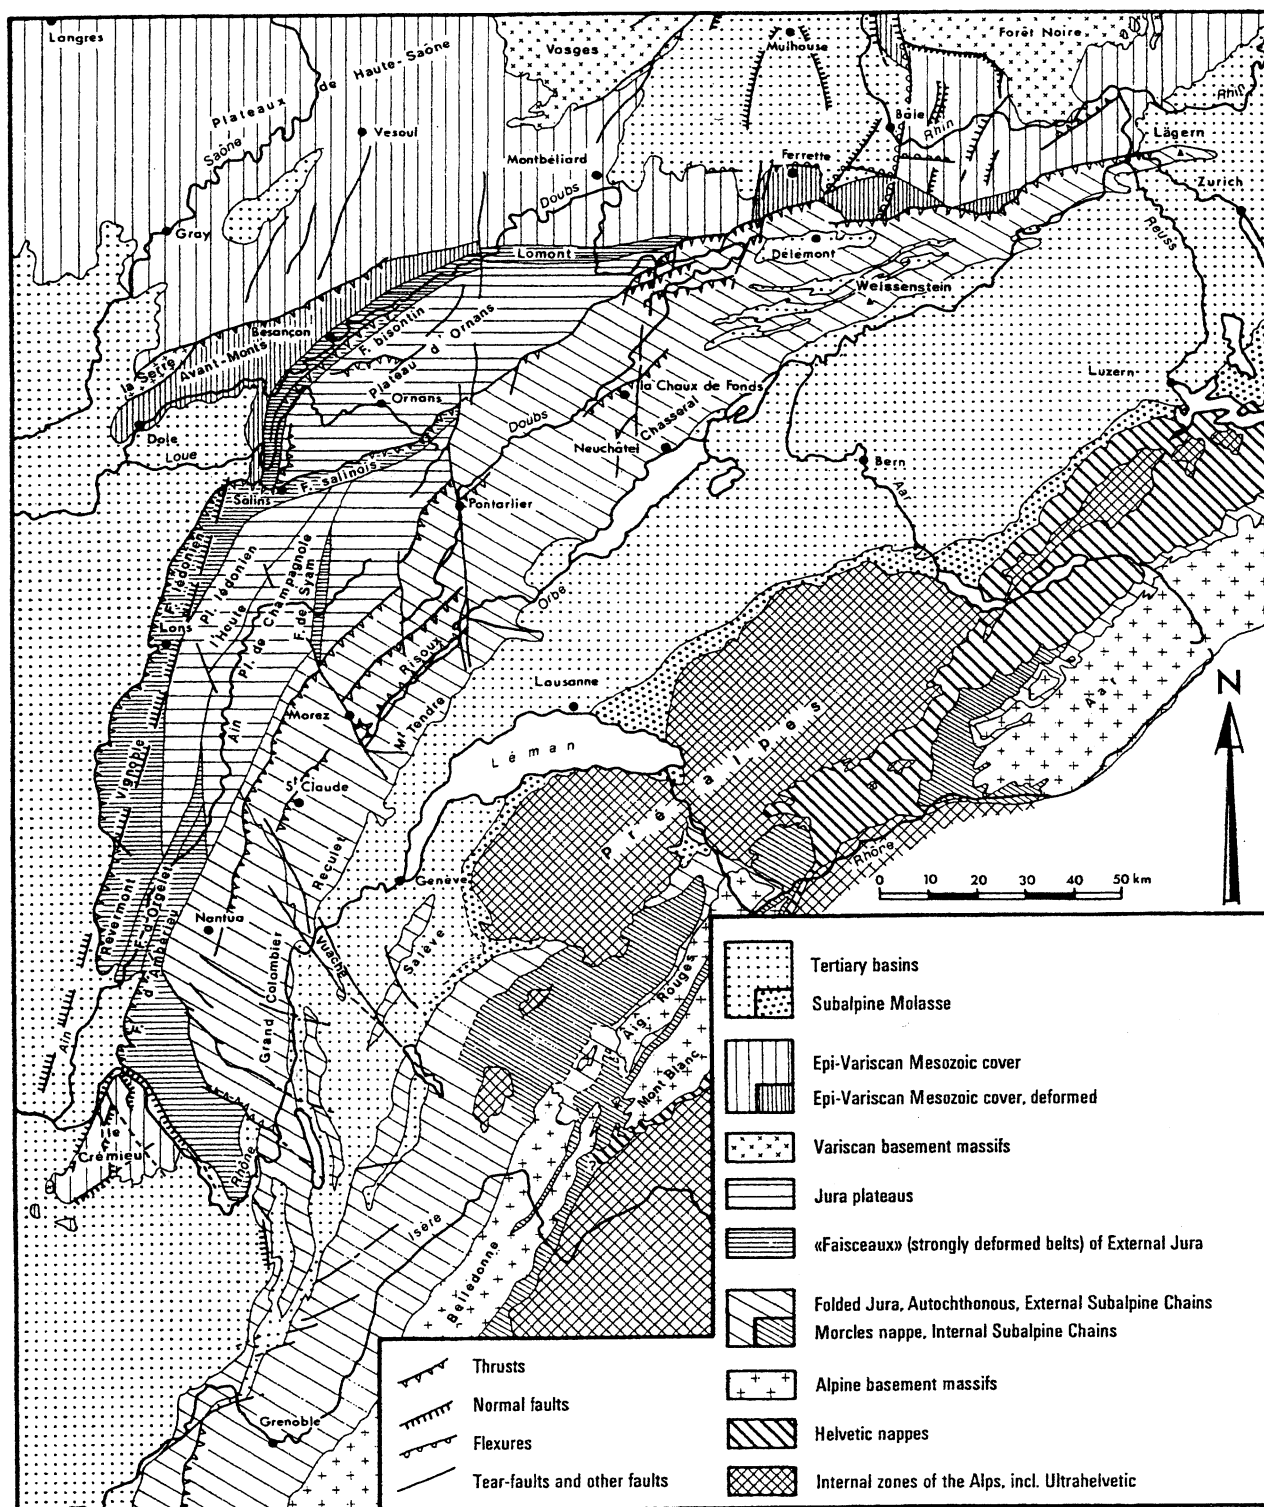 Langres
Plateaux de Haute-Saône
Saône
Vesoul
Vosges
Mulhouse
Forêt Noire
Rhin
Bale
Rhin
Lägern
Zurich
Montbéliard
Doubs
Ferrette
Gray
Reuss
Lomont
Délémont
Weissenstein
Besançon
F. bisontin
Plateau d'Ornans
la Serre
Avant-Monts
Ornans
la Chaux de Fonds
Luzern
Dole
Loue
Doubs
Chasseral
Neuchâtel
Bern
Aar
F. salinois
Salins
Pontarlier
F. lédonien
Pl. lédonien
l'Heute
Pl. de Champagnole
F. de Syam
Orbe
Lons
Risoux
Lausanne
Aar
N
Morez
Mt Tendre
Ain
Léman
Préalpes
Vignoble
St Claude
Reculet
Rhône
Genève
0 10 20 30 40 50 km
Revermont
F. d'Orgelet
F. d'Ambérieu
Nantua
Grand Colombier
Vuache
Salève
Aig. Rouges
Mont Blanc
Ain
Ile Crémieu
Rhône
Isère
Belledonne
Grenoble
Tertiary basins
Subalpine Molasse
Epi-Variscan Mesozoic cover
Epi-Variscan Mesozoic cover, deformed
Variscan basement massifs
Jura plateaus
«Faisceaux» (strongly deformed belts) of External Jura
Folded Jura, Autochthonous, External Subalpine Chains
Morcles nappe, Internal Subalpine Chains
Alpine basement massifs
Helvetic nappes
Internal zones of the Alps, incl. Ultrahelvetic
Thrusts
Normal faults
Flexures
Tear-faults and other faults